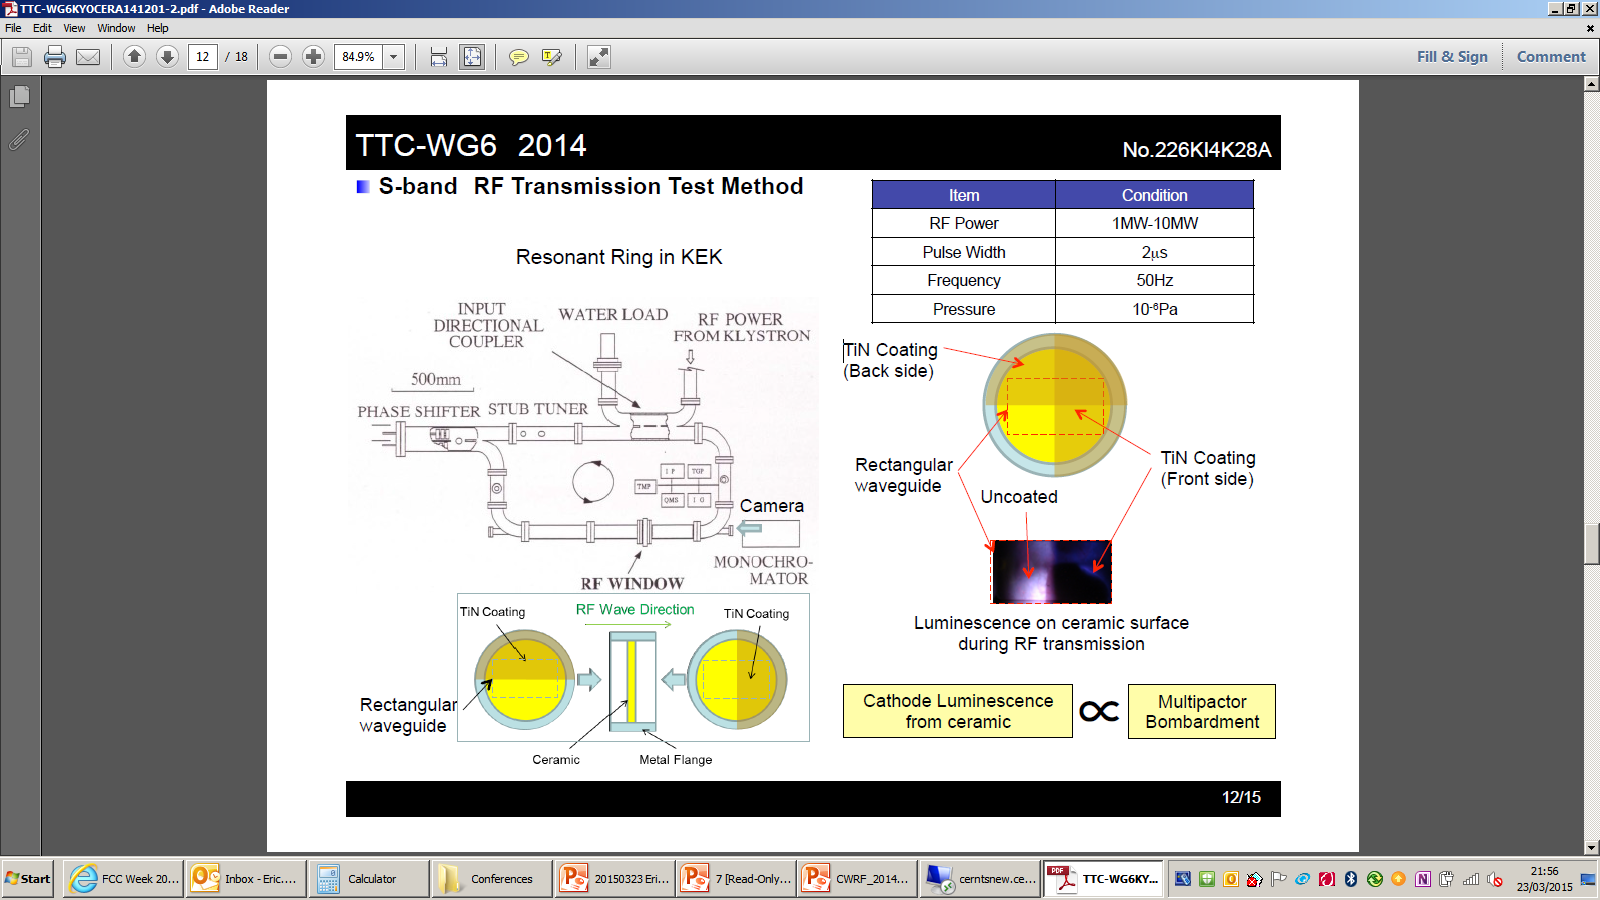 TTC-WG6KYOCERA141201-2.pdf - Adobe Reader
File Edit View Window Help
12 / 18 84.9% Fill & Sign Comment
TTC-WG6 2014
No.226KI4K28A
S-band RF Transmission Test Method
Item Condition
RF Power 1MW-10MW
Pulse Width 2μs
Frequency 50Hz
Pressure 10⁻⁶Pa
Resonant Ring in KEK
INPUT
DIRECTIONAL
COUPLER
WATER LOAD
RF POWER
FROM KLYSTRON
500mm
PHASE SHIFTER STUB TUNER
I P TGP
TMP
QMS I G
Camera
MONOCHRO-
MATOR
RF WINDOW
TiN Coating
(Back side)
Rectangular
waveguide
Uncoated
TiN Coating
(Front side)
Luminescence on ceramic surface
during RF transmission
TiN Coating
RF Wave Direction
TiN Coating
Rectangular
waveguide
Ceramic
Metal Flange
Cathode Luminescence
from ceramic
∝
Multipactor
Bombardment
12/15
Start
FCC Week 20...
Inbox - Eric....
Calculator
Conferences
20150323 Eri...
7 [Read-Only...
CWRF_2014...
cerntsnew.ce...
PDF
TTC-WG6KY...
21:56
23/03/2015